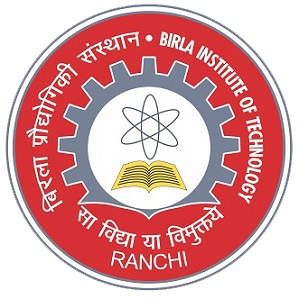 बिरला प्रौद्योगिकी संस्थान • BIRLA INSTITUTE OF TECHNOLOGY
सा विद्या या विमुक्तये
RANCHI